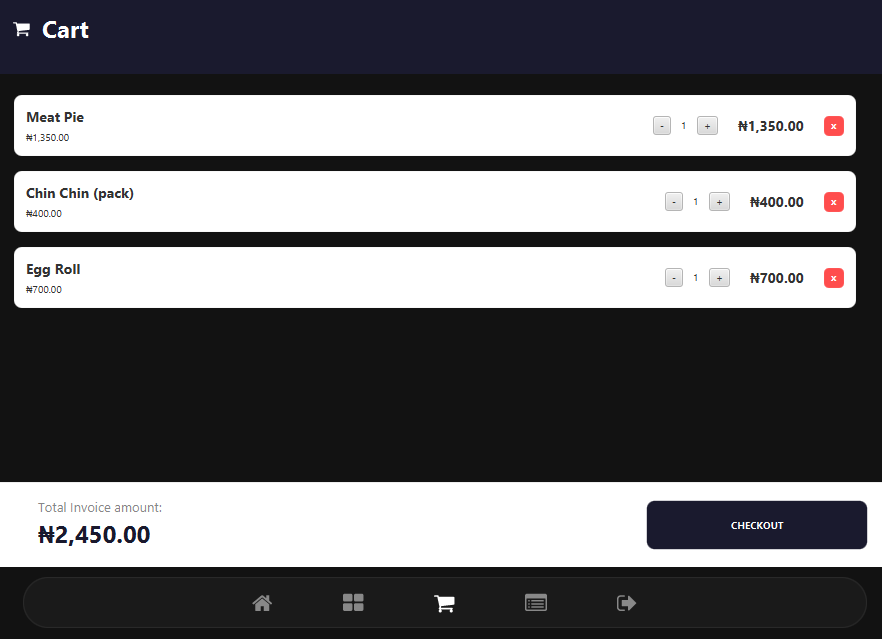 Cart
Meat Pie
₦1,350.00
- 1 + ₦1,350.00 x
Chin Chin (pack)
₦400.00
- 1 + ₦400.00 x
Egg Roll
₦700.00
- 1 + ₦700.00 x
Total Invoice amount:
₦2,450.00
CHECKOUT